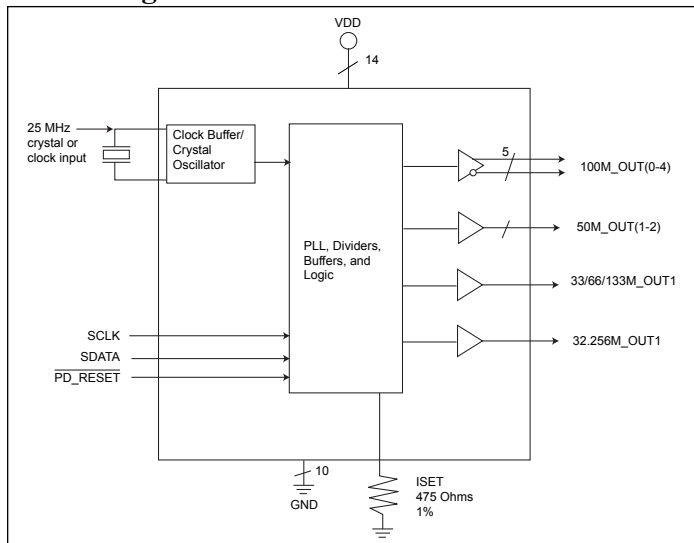 VDD
14
25 MHz
crystal or
clock input
Clock Buffer/
Crystal
Oscillator
5
100M_OUT(0-4)
50M_OUT(1-2)
PLL, Dividers,
Buffers, and
Logic
33/66/133M_OUT1
SCLK
32.256M_OUT1
SDATA
PD_RESET
10
GND
ISET
475 Ohms
1%